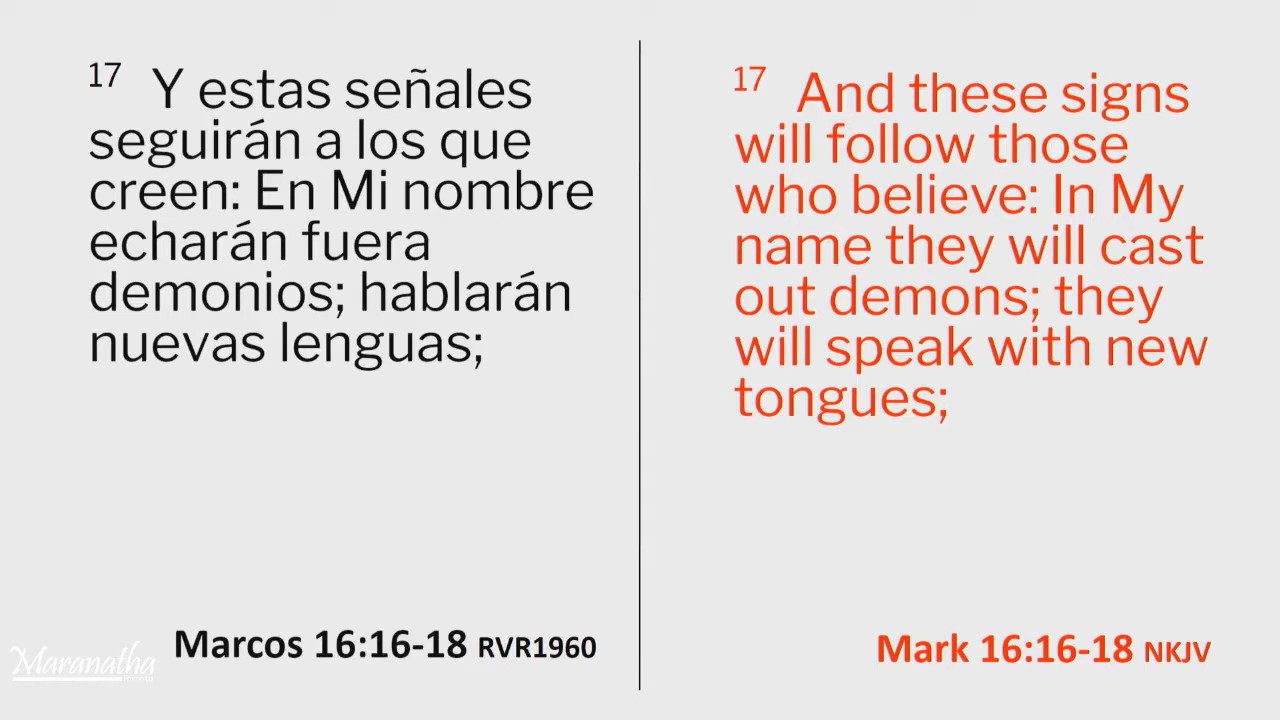 17 Y estas señales
seguirán a los que
creen: En Mi nombre
echarán fuera
demonios; hablarán
nuevas lenguas;
Marcos 16:16-18 RVR1960
Maranatha
17 And these signs
will follow those
who believe: In My
name they will cast
out demons; they
will speak with new
tongues;
Mark 16:16-18 NKJV